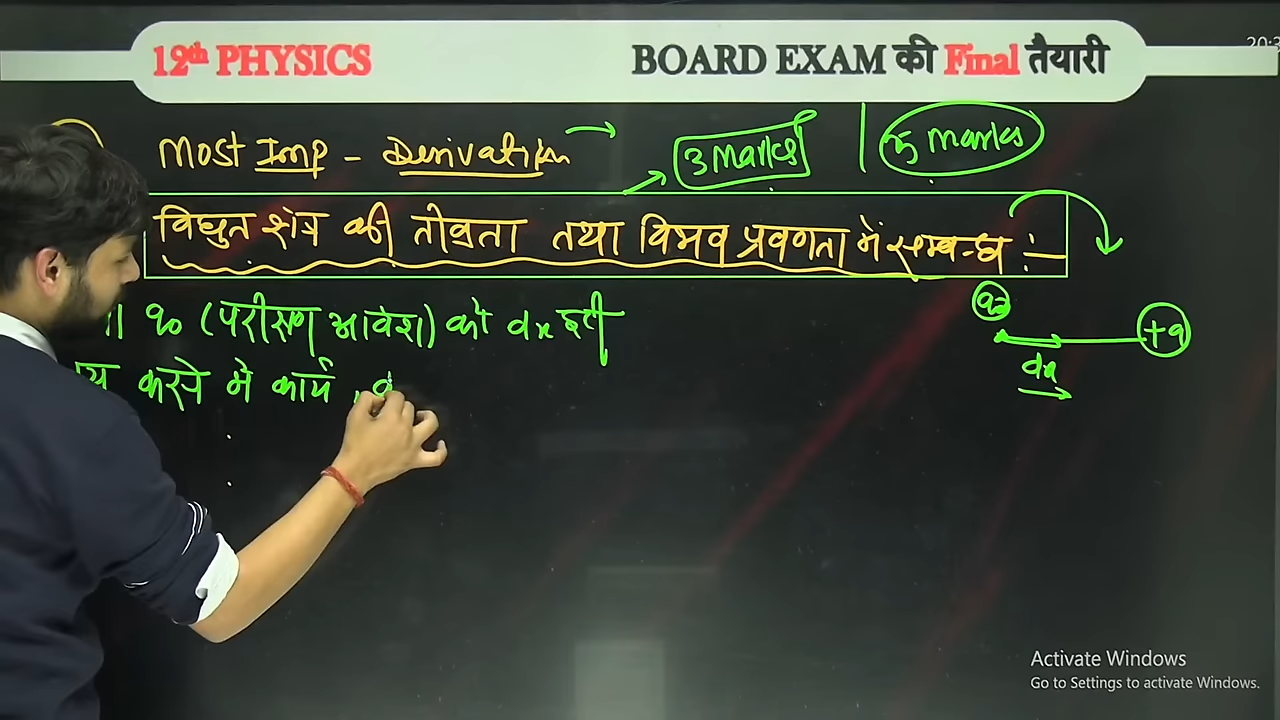 12th PHYSICS
BOARD EXAM की Final तैयारी
Most Imp - Derivation → 3 Marks | 5 marks
विघुत क्षेत्र की तीव्रता तथा विभव प्रवणता में सम्बन्ध :-
q₀ (परीक्षण आवेश) को dx दूरी
करने में कार्य,
q₀
+q
dx
Activate Windows
Go to Settings to activate Windows.